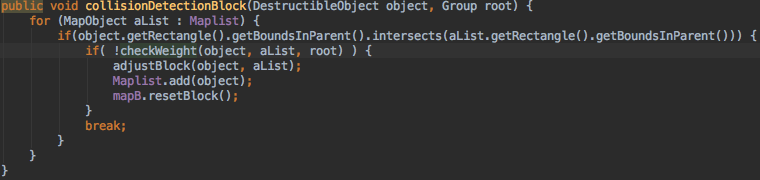 public void collisionDetectionBlock(DestructibleObject object, Group root) {
    for (MapObject aList : Maplist) {
        if(object.getRectangle().getBoundsInParent().intersects(aList.getRectangle().getBoundsInParent())) {
            if( !checkWeight(object, aList, root) ) {
                adjustBlock(object, aList);
                Maplist.add(object);
                mapB.resetBlock();
            }
            break;
        }
    }
}